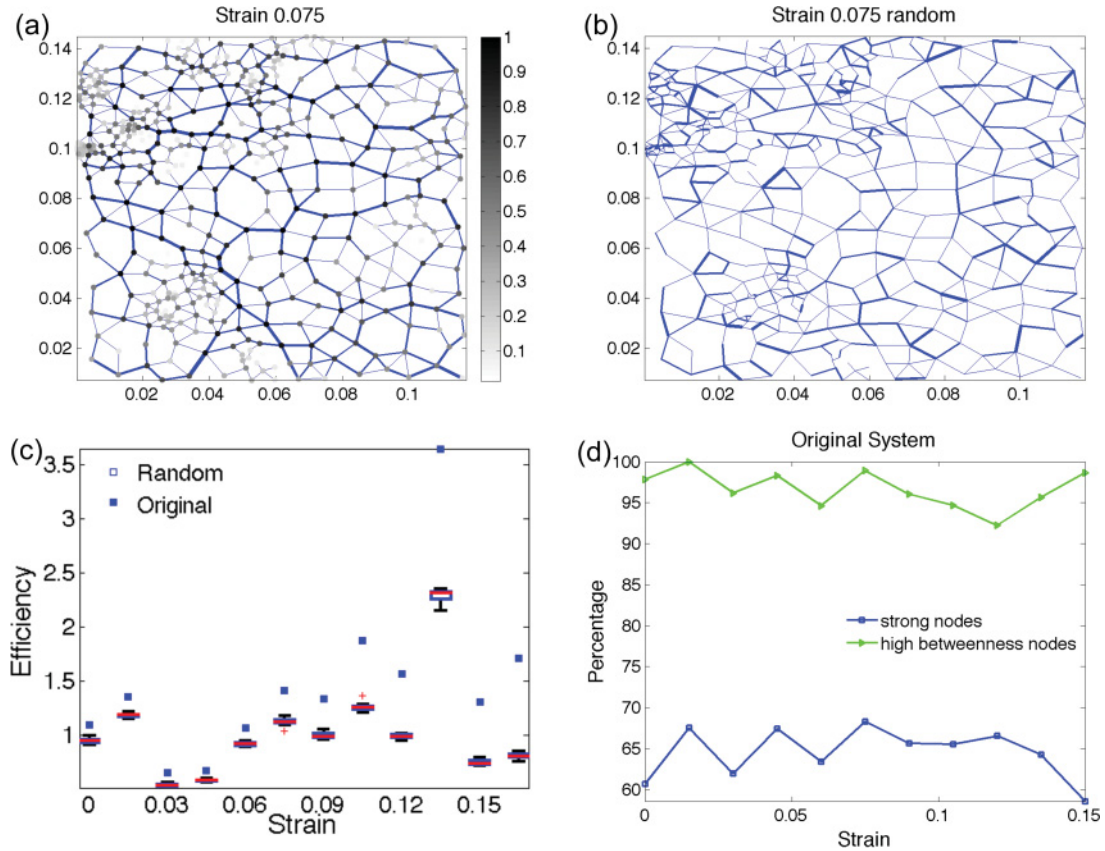 (a)
Strain 0.075
0.14
0.12
0.1
0.08
0.06
0.04
0.02
0.02 0.04 0.06 0.08 0.1
1
0.9
0.8
0.7
0.6
0.5
0.4
0.3
0.2
0.1
(b)
Strain 0.075 random
0.14
0.12
0.1
0.08
0.06
0.04
0.02
0.02 0.04 0.06 0.08 0.1
(c)
Random
Original
3.5
3
2.5
2
1.5
1
Efficiency
0 0.03 0.06 0.09 0.12 0.15
Strain
(d)
Original System
100
95
90
85
80
75
70
65
60
Percentage
strong nodes
high betweenness nodes
0 0.05 0.1 0.15
Strain